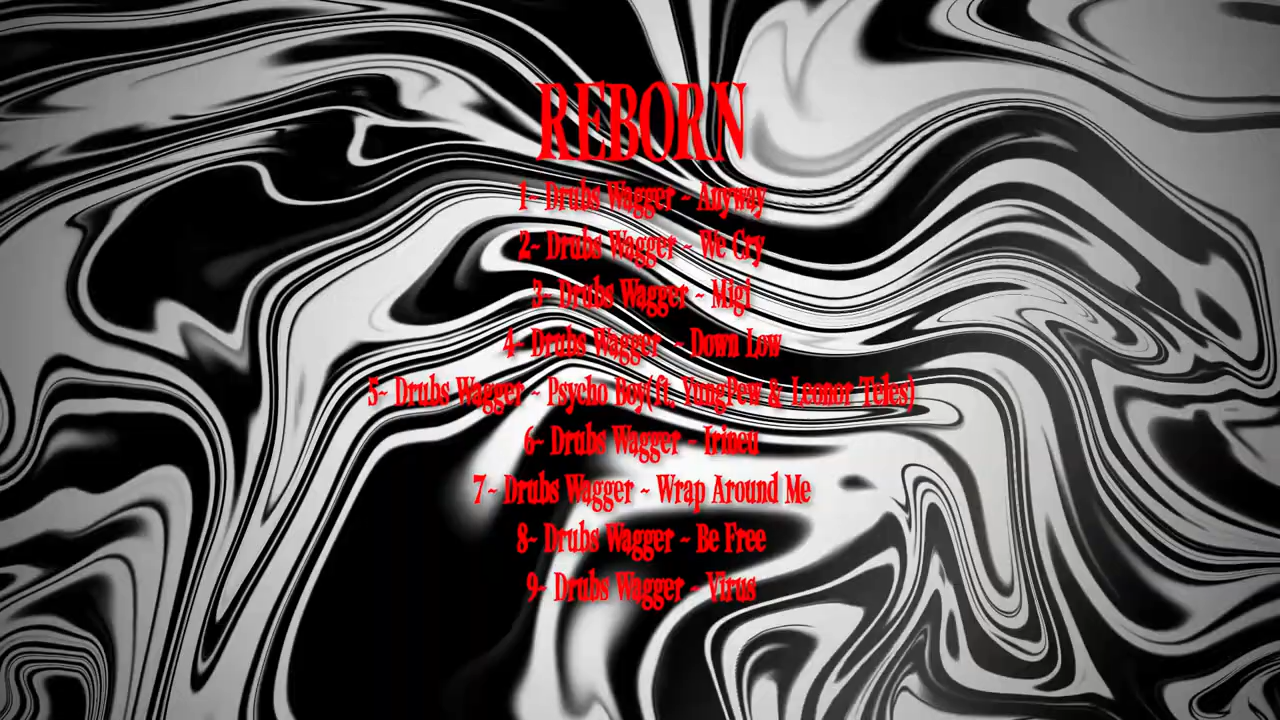 REBORN
1~ Drubs Wagger ~ Anyway
2~ Drubs Wagger ~ We Cry
3~ Drubs Wagger ~ Migi
4~ Drubs Wagger ~ Down Low
5~ Drubs Wagger ~ Psycho Boy(ft. YungPew & Leonor Teles)
6~ Drubs Wagger ~ Irineu
7~ Drubs Wagger ~ Wrap Around Me
8~ Drubs Wagger ~ Be Free
9~ Drubs Wagger ~ Virus